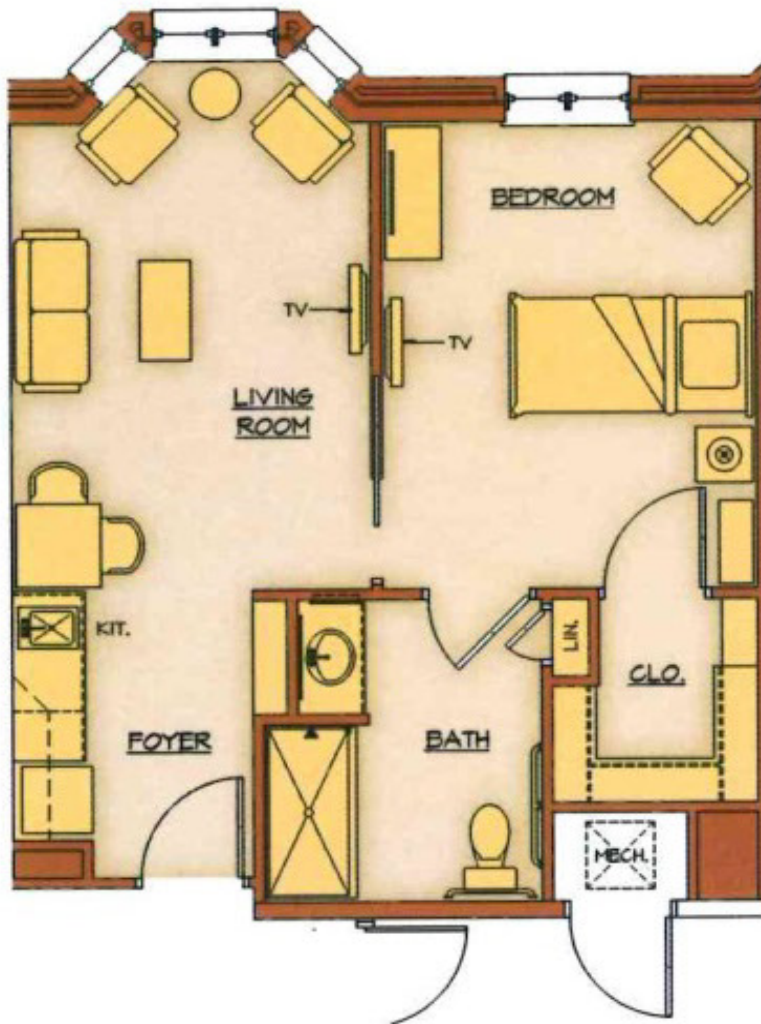 BEDROOM
TV
TV
LIVING
ROOM
KIT.
LIN.
CLO.
FOYER
BATH
MECH.